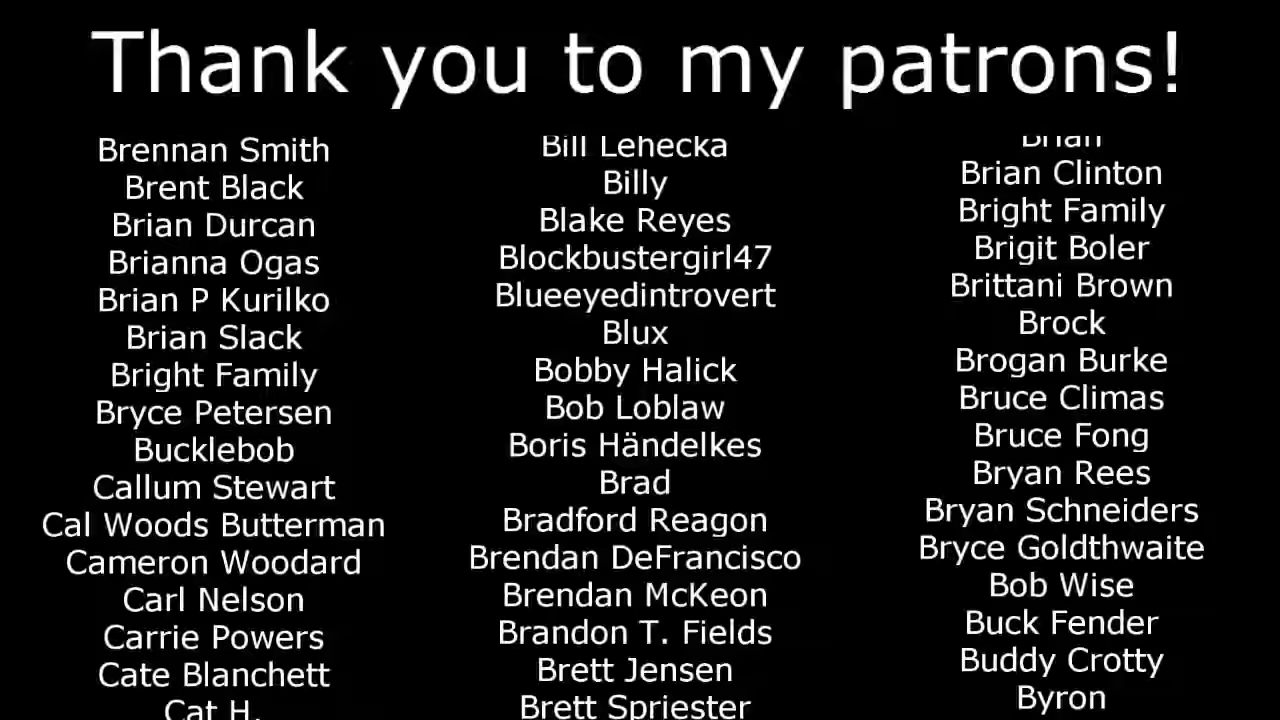 Thank you to my patrons!
Brennan Smith
Brent Black
Brian Durcan
Brianna Ogas
Brian P Kurilko
Brian Slack
Bright Family
Bryce Petersen
Bucklebob
Callum Stewart
Cal Woods Butterman
Cameron Woodard
Carl Nelson
Carrie Powers
Cate Blanchett
Cat H.
Bill Lehecka
Billy
Blake Reyes
Blockbustergirl47
Blueeyedintrovert
Blux
Bobby Halick
Bob Loblaw
Boris Händelkes
Brad
Bradford Reagon
Brendan DeFrancisco
Brendan McKeon
Brandon T. Fields
Brett Jensen
Brett Spriester
Brian
Brian Clinton
Bright Family
Brigit Boler
Brittani Brown
Brock
Brogan Burke
Bruce Climas
Bruce Fong
Bryan Rees
Bryan Schneiders
Bryce Goldthwaite
Bob Wise
Buck Fender
Buddy Crotty
Byron